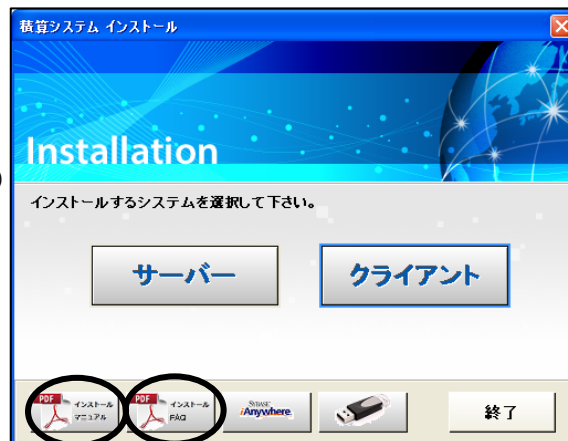 積算システム インストール
Installation
インストールするシステムを選択して下さい。
サーバー
クライアント
PDF
インストール
マニュアル
PDF
インストール
FAQ
SYBASE
iAnywhere
終了